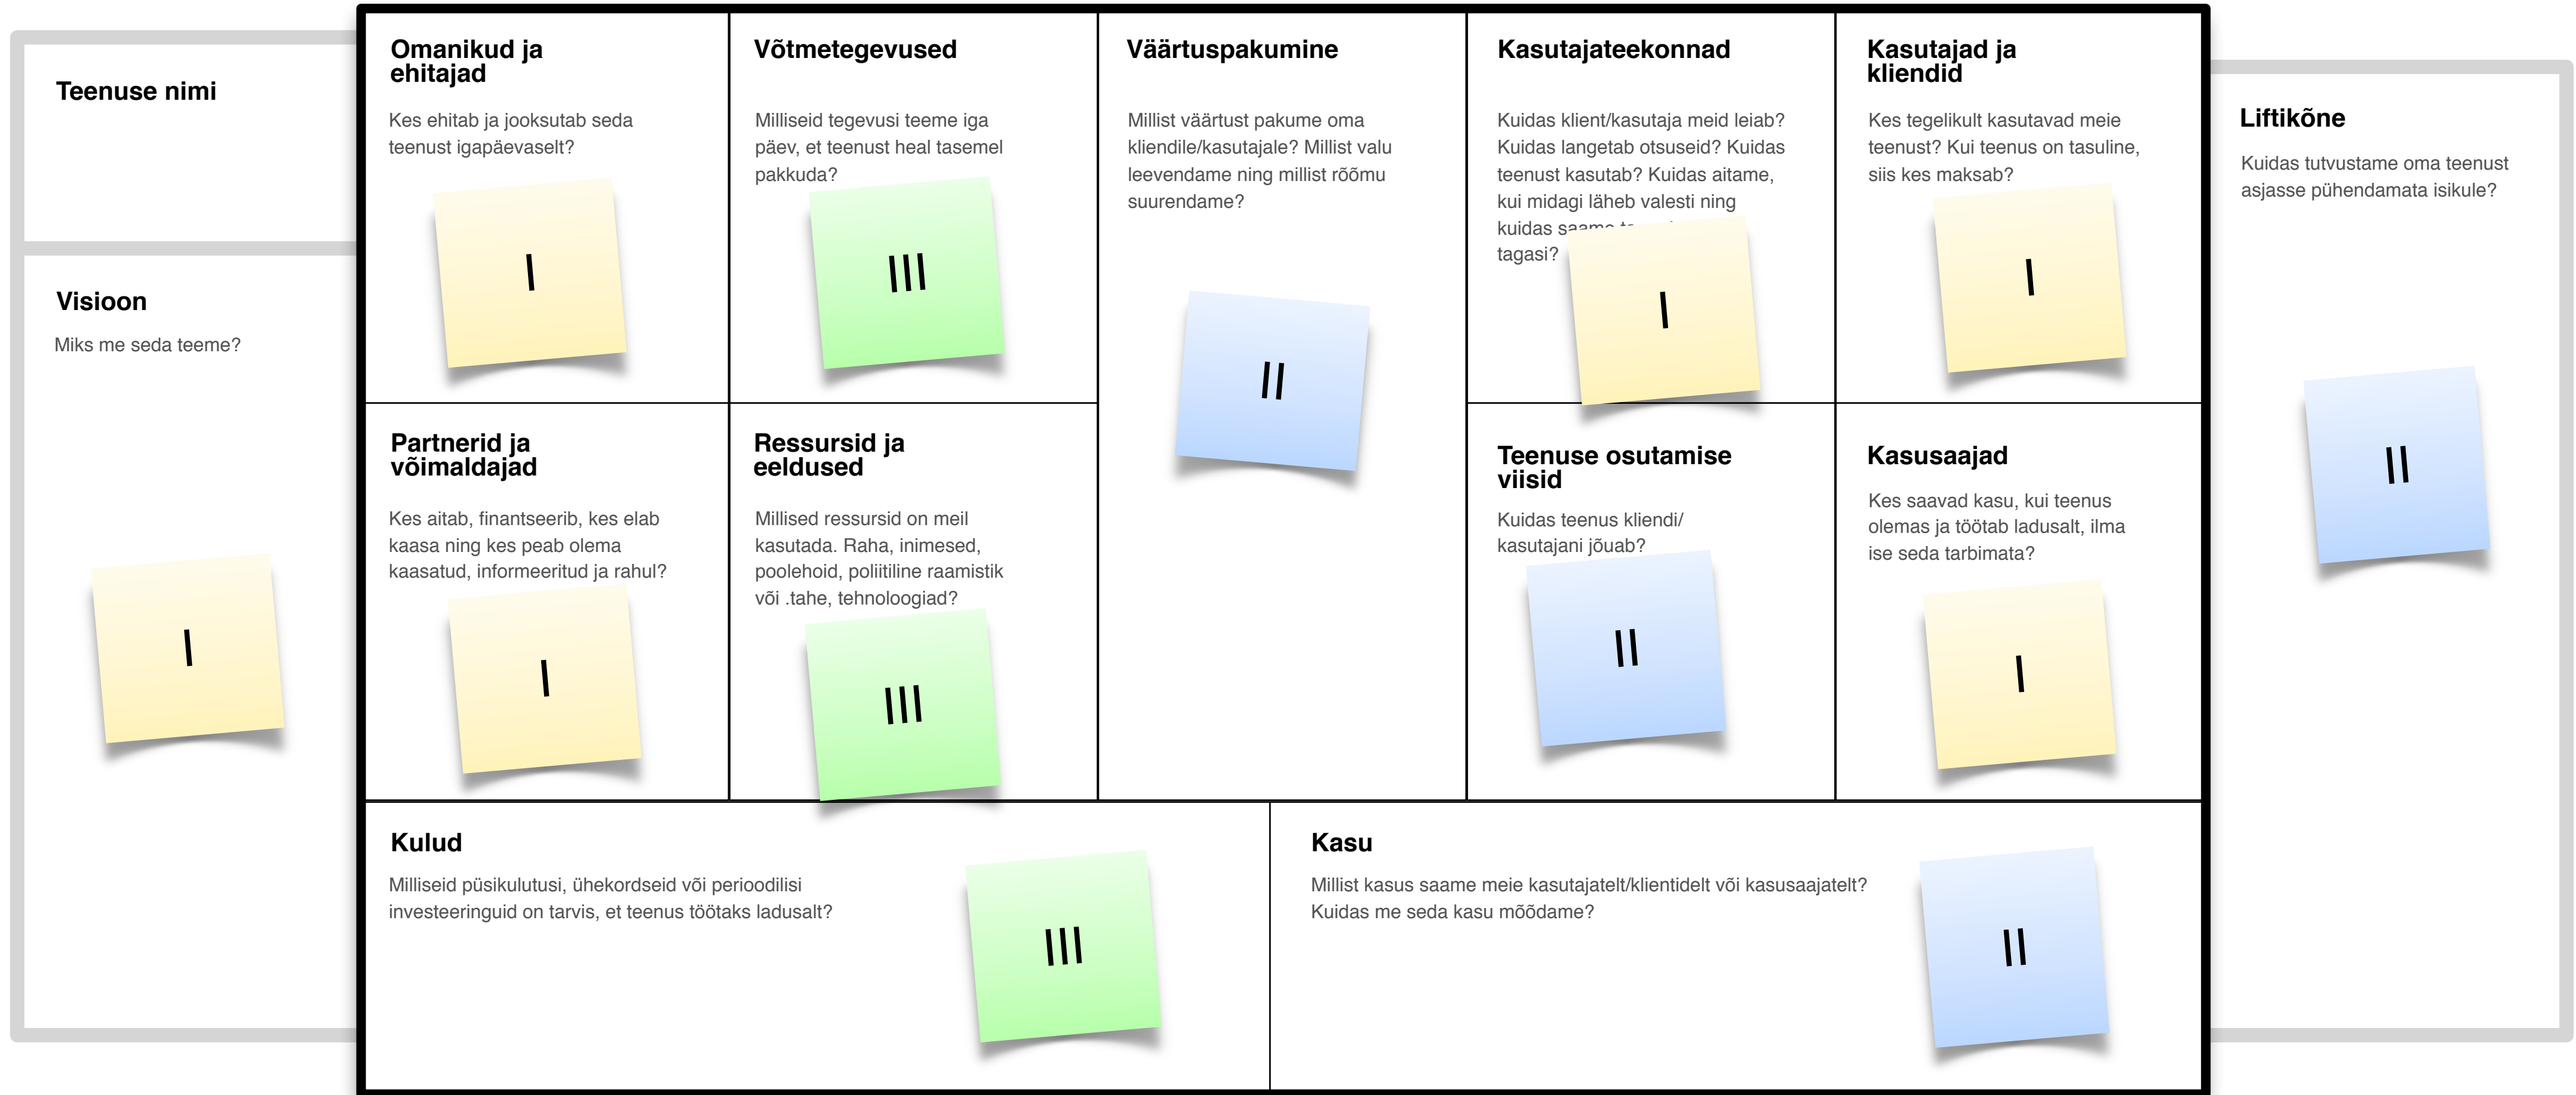 Teenuse nimi
Visioon
Miks me seda teeme?
I
Omanikud ja
ehitajad
Kes ehitab ja jooksutab seda
teenust igapäevaselt?
I
Võtmetegevused
Milliseid tegevusi teeme iga
päev, et teenust heal tasemel
pakkuda?
III
Väärtuspakumine
Millist väärtust pakume oma
kliendile/kasutajale? Millist valu
leevendame ning millist rõõmu
suurendame?
II
Kasutajateekonnad
Kuidas klient/kasutaja meid leiab?
Kuidas langetab otsuseid? Kuidas
teenust kasutab? Kuidas aitame,
kui midagi läheb valesti ning
kuidas saame
tagasi?
I
Kasutajad ja
kliendid
Kes tegelikult kasutavad meie
teenust? Kui teenus on tasuline,
siis kes maksab?
I
Partnerid ja
võimaldajad
Kes aitab, finantseerib, kes elab
kaasa ning kes peab olema
kaasatud, informeeritud ja rahul?
I
Ressursid ja
eeldused
Millised ressursid on meil
kasutada. Raha, inimesed,
poolehoid, poliitiline raamistik
või .tahe, tehnoloogiad?
III
Teenuse osutamise
viisid
Kuidas teenus kliendi/
kasutajani jõuab?
II
Kasusaajad
Kes saavad kasu, kui teenus
olemas ja töötab ladusalt, ilma
ise seda tarbimata?
I
Kulud
Milliseid püsikulutusi, ühekordseid või perioodilisi
investeeringuid on tarvis, et teenus töötaks ladusalt?
III
Kasu
Millist kasus saame meie kasutajatelt/klientidelt või kasusaajatelt?
Kuidas me seda kasu mõõdame?
II
Liftikõne
Kuidas tutvustame oma teenust
asjasse pühendamata isikule?
II